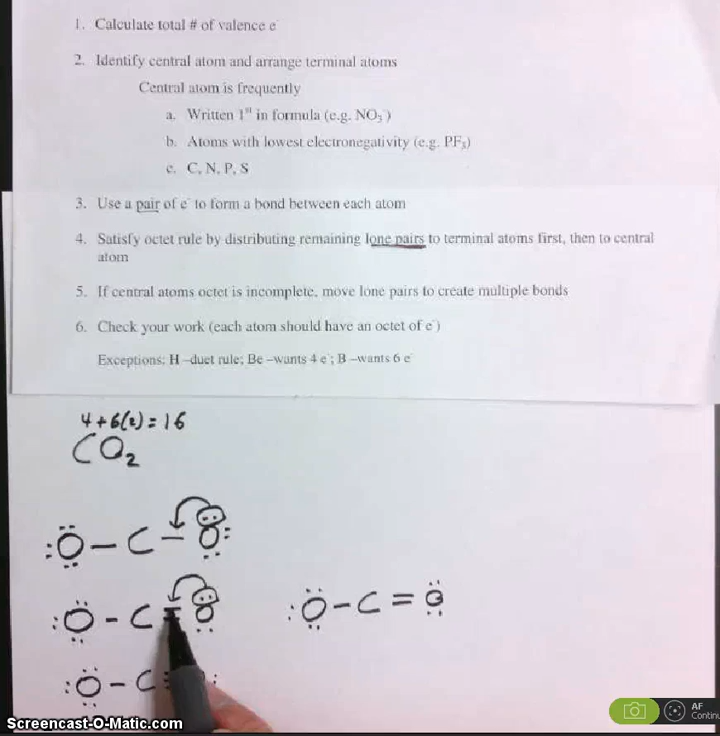 1. Calculate total # of valence e⁻
2. Identify central atom and arrange terminal atoms
Central atom is frequently
a. Written 1st in formula (e.g. NO₃⁻)
b. Atoms with lowest electronegativity (e.g. PF₅)
c. C, N, P, S
3. Use a pair of e⁻ to form a bond between each atom
4. Satisfy octet rule by distributing remaining lone pairs to terminal atoms first, then to central
atom
5. If central atoms octet is incomplete, move lone pairs to create multiple bonds
6. Check your work (each atom should have an octet of e⁻)
Exceptions: H –duet rule; Be –wants 4 e⁻; B –wants 6 e⁻
4+6(2)=16
CO₂
:O – C – O:
:O – C = O
:O – C = O
:O – C
AF
Screencast-O-Matic.com